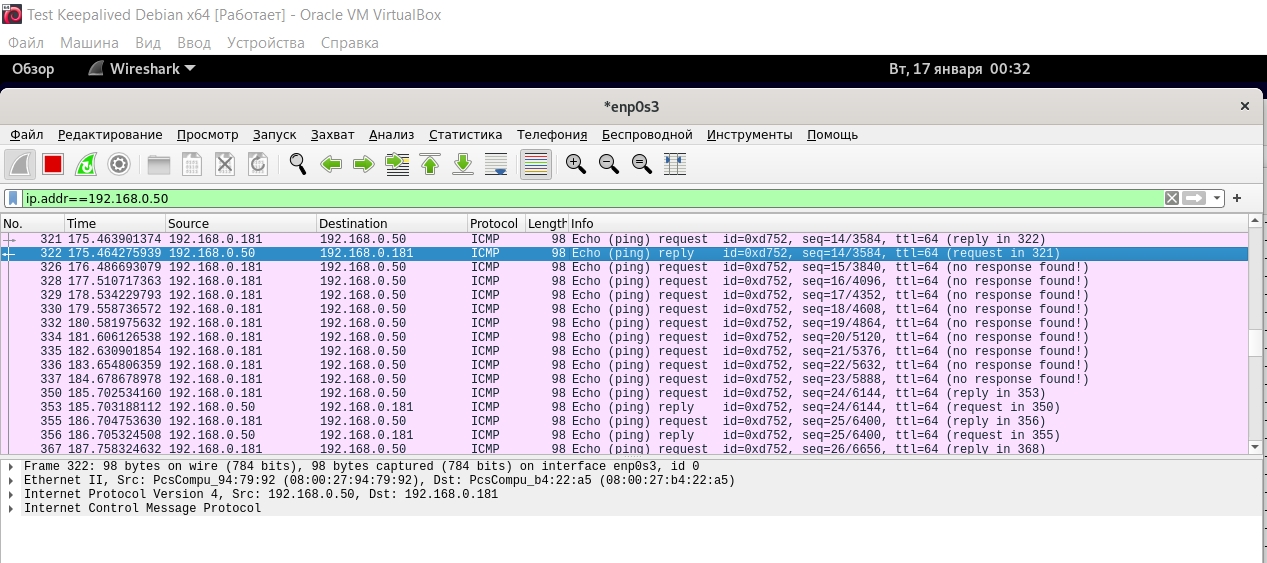 Test Keepalived Debian x64 [Работает] - Oracle VM VirtualBox
Файл Машина Вид Ввод Устройства Справка
Обзор Wireshark Вт, 17 января 00:32
*enp0s3
Файл Редактирование Просмотр Запуск Захват Анализ Статистика Телефония Беспроводной Инструменты Помощь
ip.addr==192.168.0.50
No. Time Source Destination Protocol Length Info
321 175.463901374 192.168.0.181 192.168.0.50 ICMP 98 Echo (ping) request id=0xd752, seq=14/3584, ttl=64 (reply in 322)
322 175.464275939 192.168.0.50 192.168.0.181 ICMP 98 Echo (ping) reply id=0xd752, seq=14/3584, ttl=64 (request in 321)
326 176.486693079 192.168.0.181 192.168.0.50 ICMP 98 Echo (ping) request id=0xd752, seq=15/3840, ttl=64 (no response found!)
328 177.510717363 192.168.0.181 192.168.0.50 ICMP 98 Echo (ping) request id=0xd752, seq=16/4096, ttl=64 (no response found!)
329 178.534229793 192.168.0.181 192.168.0.50 ICMP 98 Echo (ping) request id=0xd752, seq=17/4352, ttl=64 (no response found!)
330 179.558736572 192.168.0.181 192.168.0.50 ICMP 98 Echo (ping) request id=0xd752, seq=18/4608, ttl=64 (no response found!)
332 180.581975632 192.168.0.181 192.168.0.50 ICMP 98 Echo (ping) request id=0xd752, seq=19/4864, ttl=64 (no response found!)
334 181.606126538 192.168.0.181 192.168.0.50 ICMP 98 Echo (ping) request id=0xd752, seq=20/5120, ttl=64 (no response found!)
335 182.630901854 192.168.0.181 192.168.0.50 ICMP 98 Echo (ping) request id=0xd752, seq=21/5376, ttl=64 (no response found!)
336 183.654806359 192.168.0.181 192.168.0.50 ICMP 98 Echo (ping) request id=0xd752, seq=22/5632, ttl=64 (no response found!)
337 184.678678978 192.168.0.181 192.168.0.50 ICMP 98 Echo (ping) request id=0xd752, seq=23/5888, ttl=64 (no response found!)
350 185.702534160 192.168.0.181 192.168.0.50 ICMP 98 Echo (ping) request id=0xd752, seq=24/6144, ttl=64 (reply in 353)
353 185.703188112 192.168.0.50 192.168.0.181 ICMP 98 Echo (ping) reply id=0xd752, seq=24/6144, ttl=64 (request in 350)
355 186.704753630 192.168.0.181 192.168.0.50 ICMP 98 Echo (ping) request id=0xd752, seq=25/6400, ttl=64 (reply in 356)
356 186.705324508 192.168.0.50 192.168.0.181 ICMP 98 Echo (ping) reply id=0xd752, seq=25/6400, ttl=64 (request in 355)
367 187.758324632 192.168.0.181 192.168.0.50 ICMP 98 Echo (ping) request id=0xd752, seq=26/6656, ttl=64 (reply in 368)
Frame 322: 98 bytes on wire (784 bits), 98 bytes captured (784 bits) on interface enp0s3, id 0
Ethernet II, Src: PcsCompu_94:79:92 (08:00:27:94:79:92), Dst: PcsCompu_b4:22:a5 (08:00:27:b4:22:a5)
Internet Protocol Version 4, Src: 192.168.0.50, Dst: 192.168.0.181
Internet Control Message Protocol